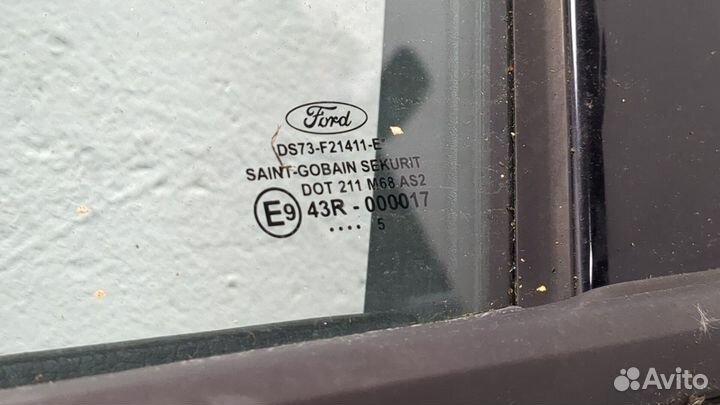 Ford
DS73-F21411-E*
SAINT-GOBAIN SEKURIT
DOT 211 M68 AS2
E9 43R - 000017
.... 5
Avito